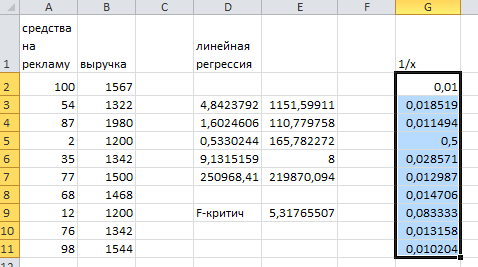 A B C D E F G
средства
на
линейная
1 рекламу выручка регрессия 1/x
2 100 1567 0,01
3 54 1322 4,8423792 1151,59911 0,018519
4 87 1980 1,6024606 110,779758 0,011494
5 2 1200 0,5330244 165,782272 0,5
6 35 1342 9,1315159 8 0,028571
7 77 1500 250968,41 219870,094 0,012987
8 68 1468 0,014706
9 12 1200 F-критич 5,31765507 0,083333
10 76 1342 0,013158
11 98 1544 0,010204